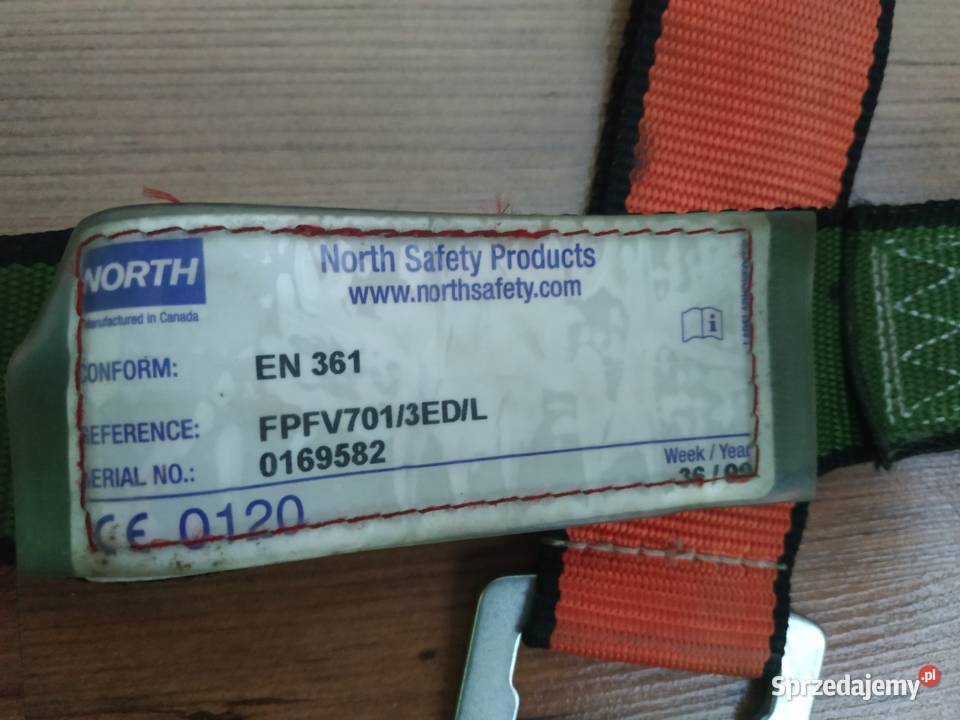 NORTH
Manufactured in Canada
North Safety Products
www.northsafety.com
CONFORM: EN 361
REFERENCE: FPFV701/3ED/L
SERIAL NO.: 0169582
Week / Year
36 /
CE 0120
Sprzedajemy.pl